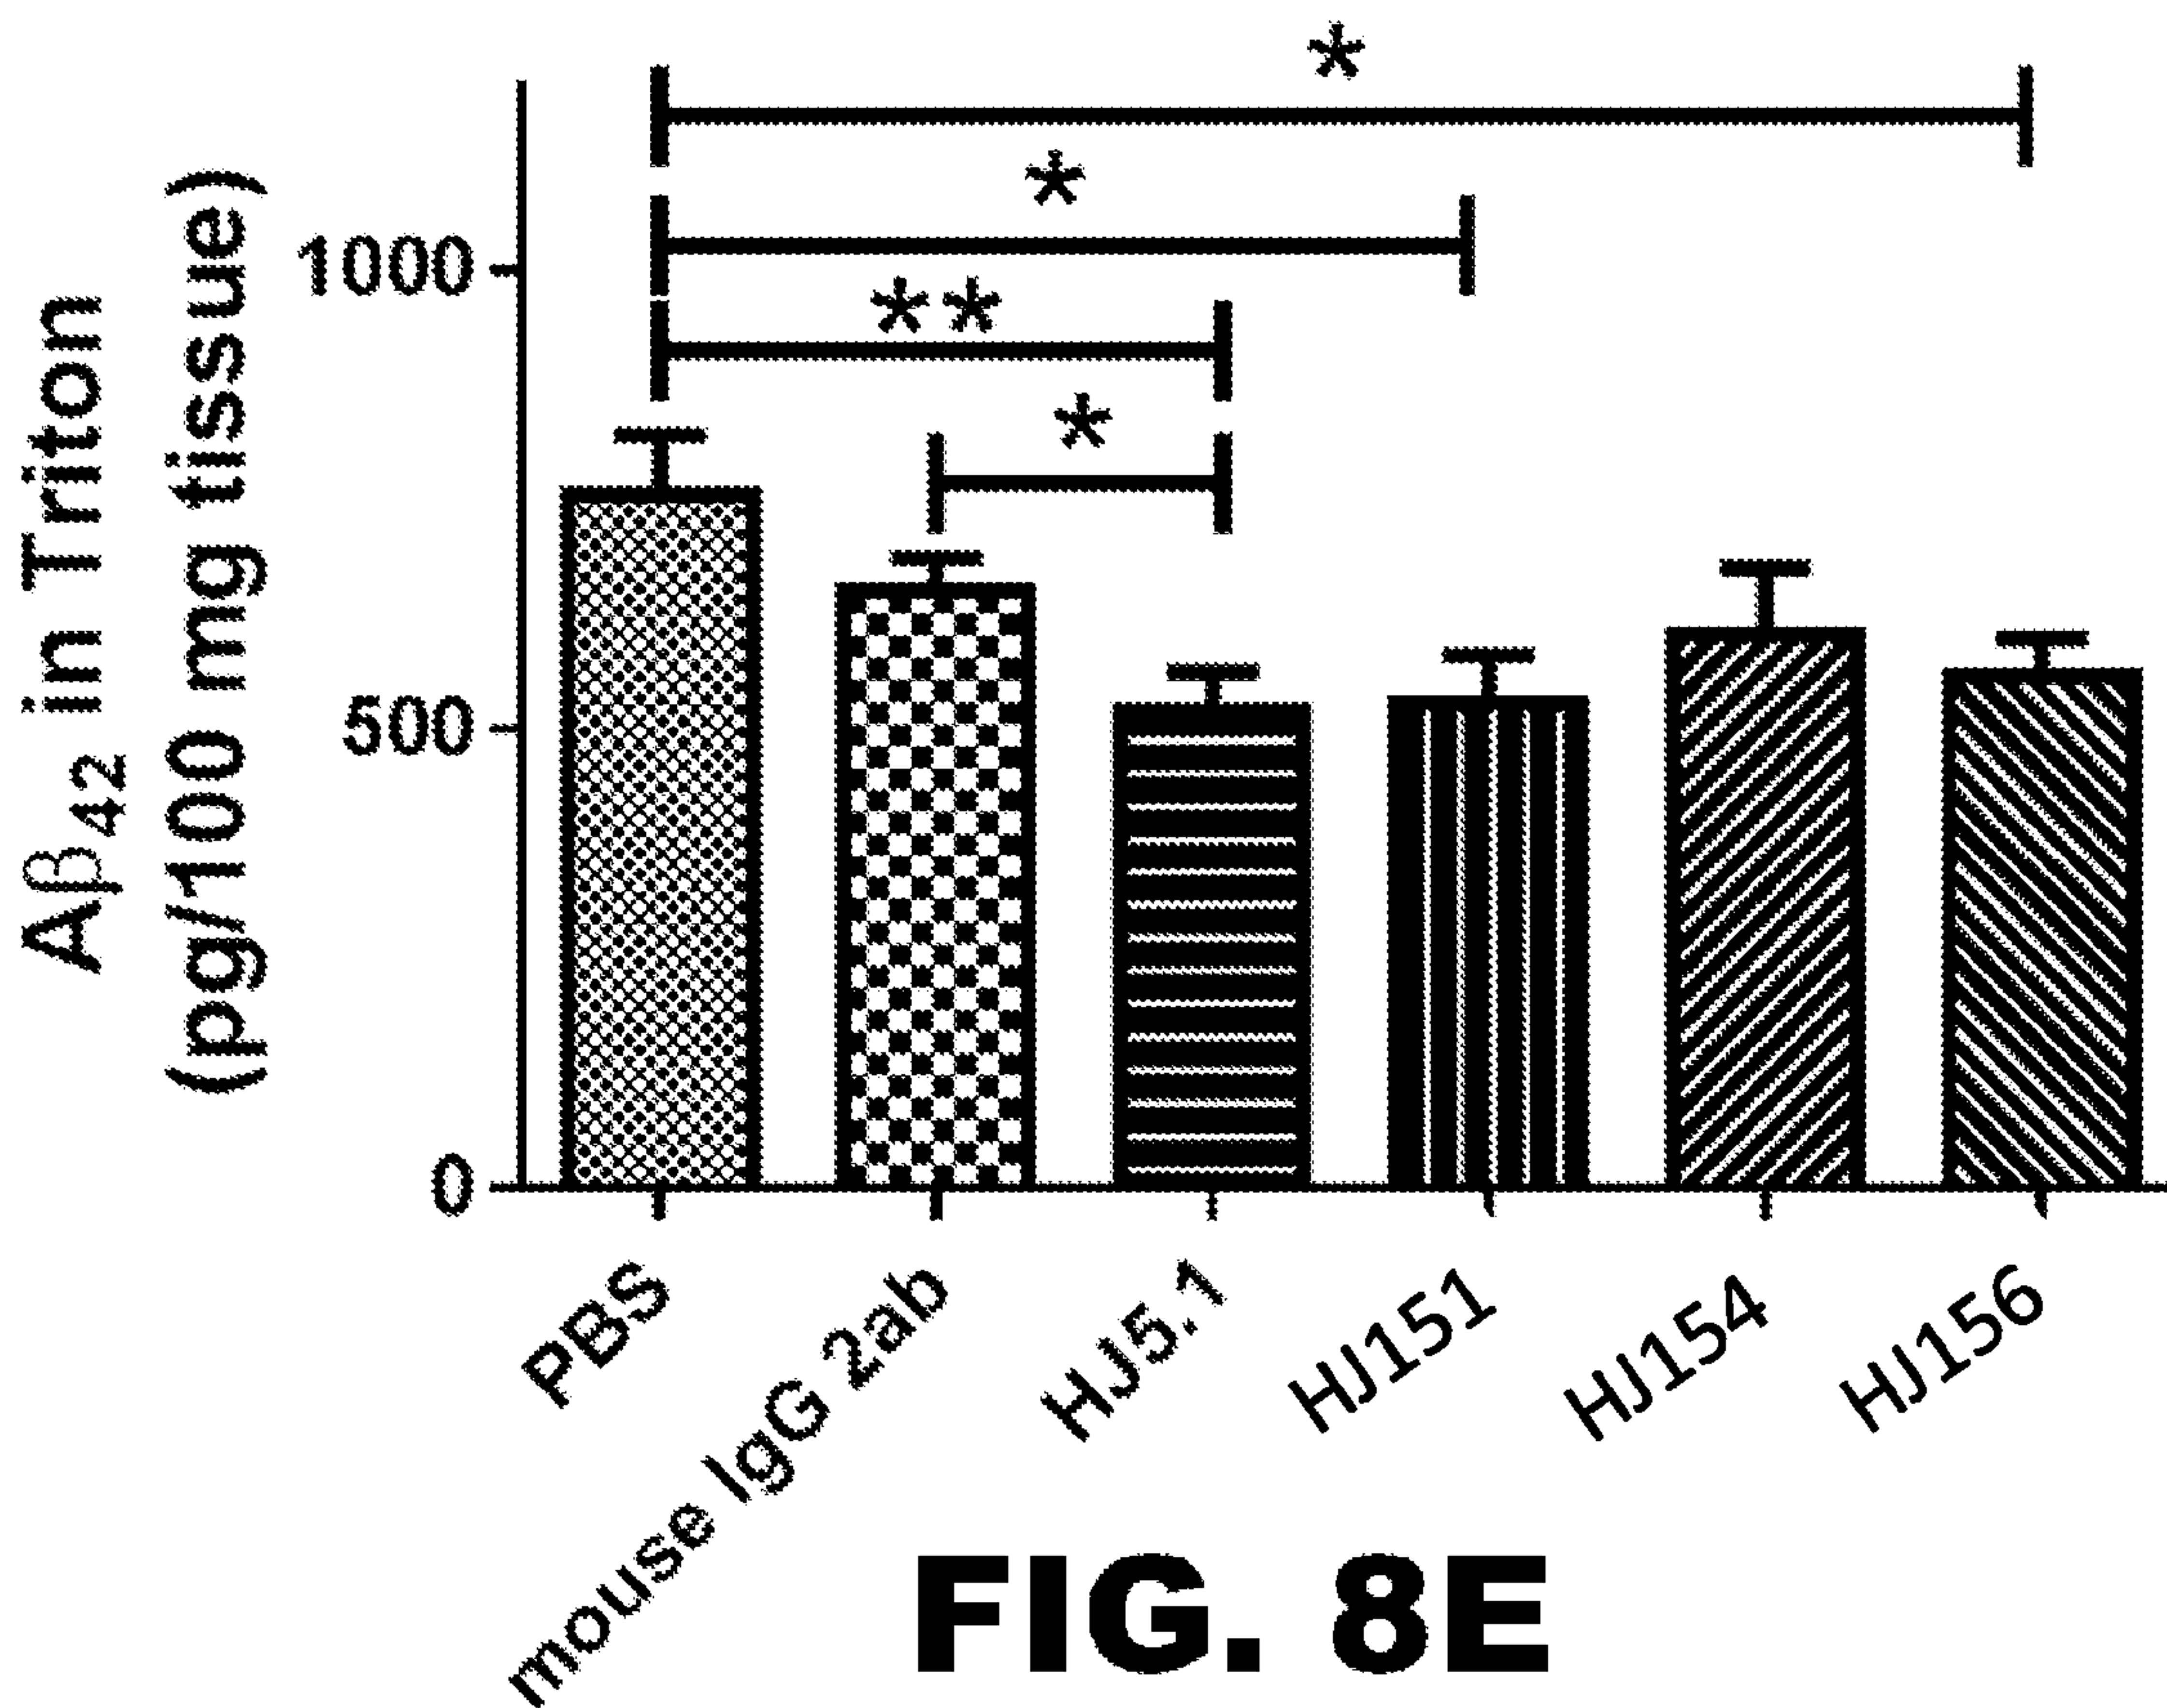 Aβ42 in Triton
(pg/100 mg tissue)
1000
500
0
*
*
**
*
PBS
mouse IgG 2ab
HJ5.1
HJ151
HJ154
HJ156
FIG. 8E